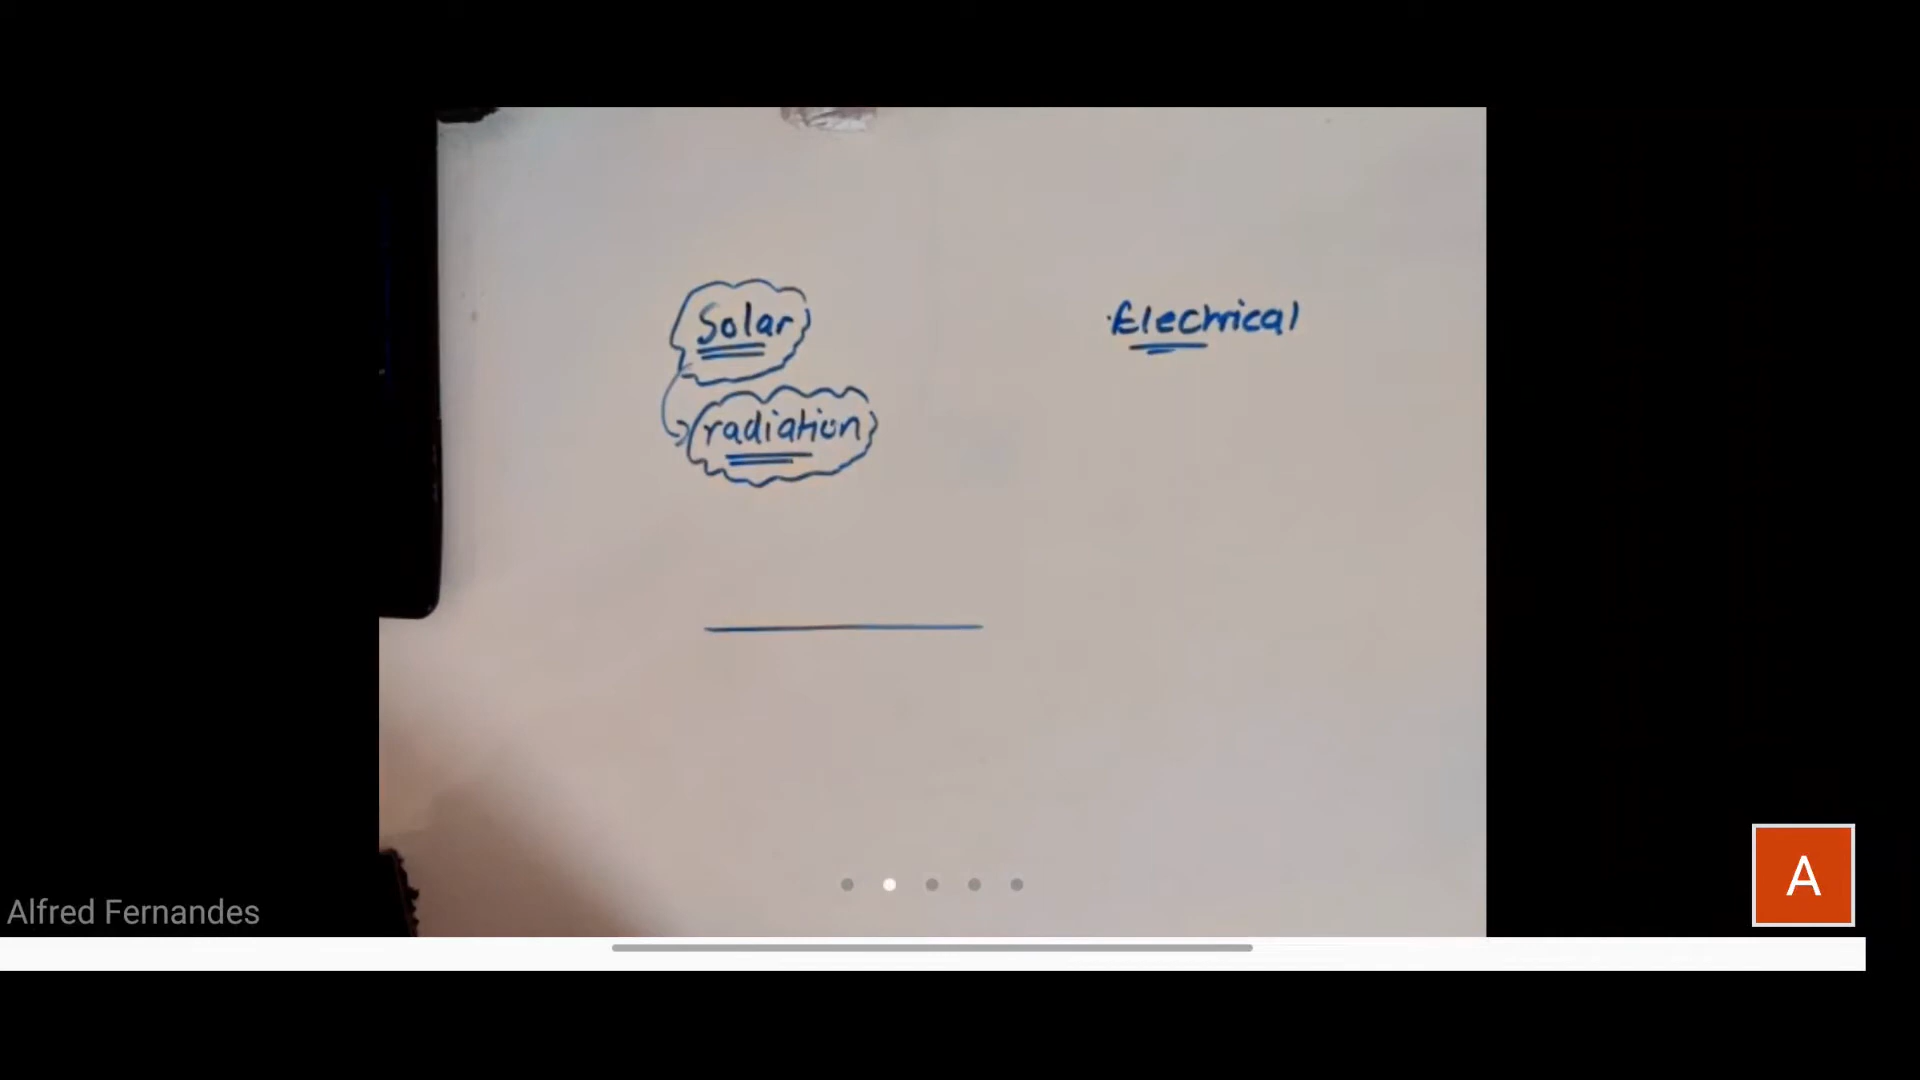 Solar
Electrical
radiation
Alfred Fernandes
A